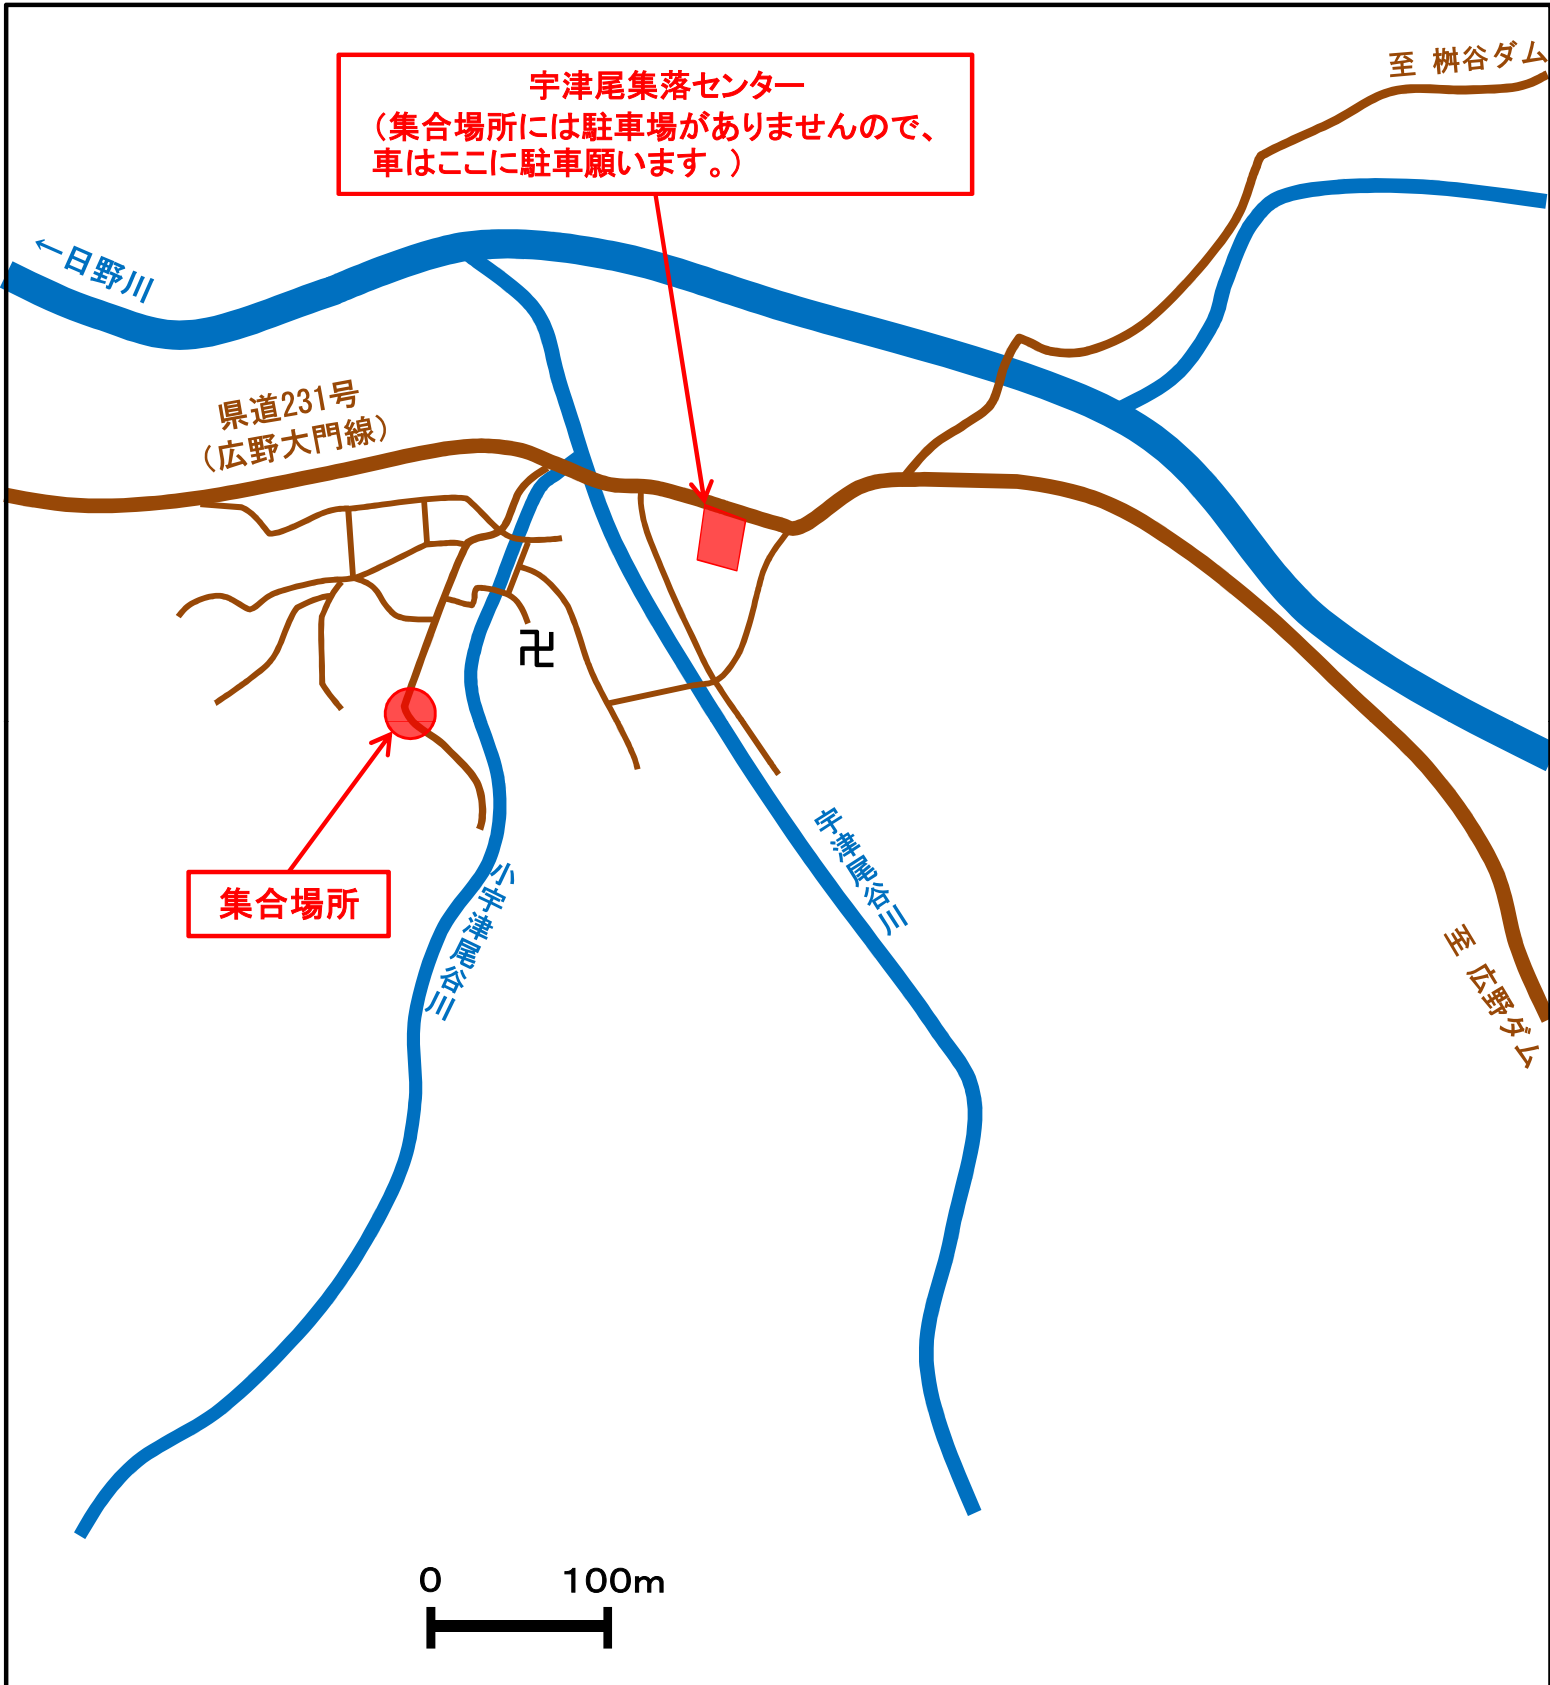 至 桝谷ダム
宇津尾集落センター
（集合場所には駐車場がありませんので、
車はここに駐車願います。）
←日野川
県道231号
（広野大門線）
卍
宇津尾谷川
小宇津尾谷川
集合場所
至 広野ダム
0 100m